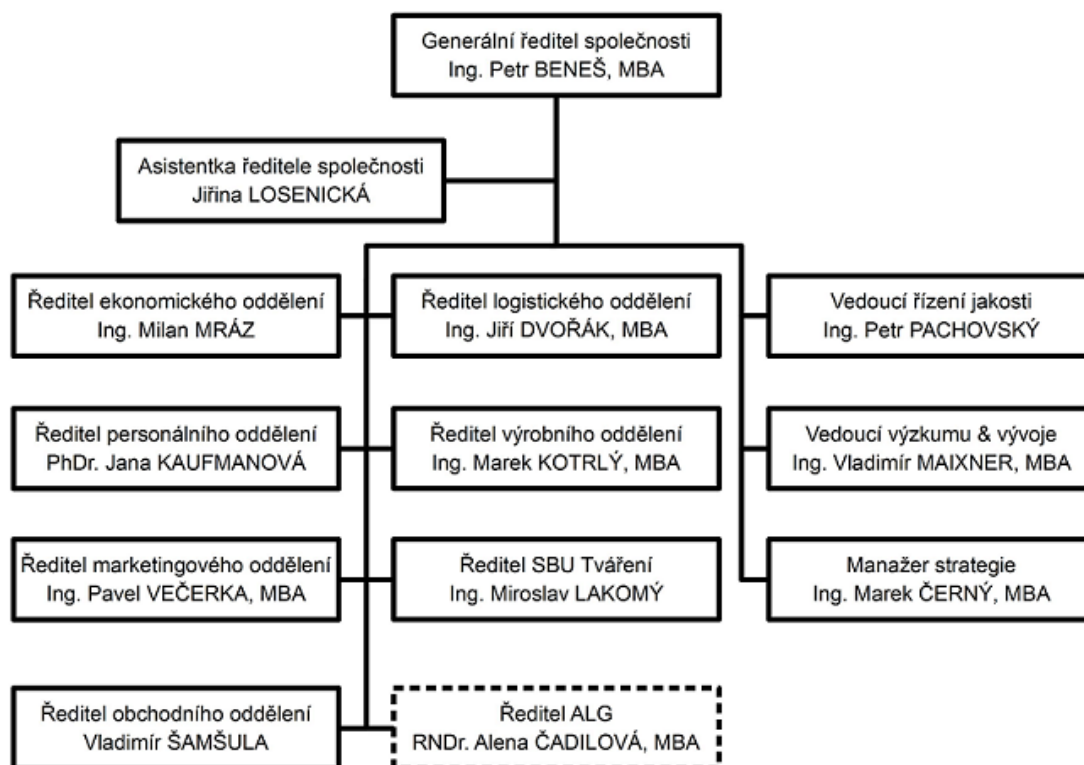 Generální ředitel společnosti
Ing. Petr BENEŠ, MBA
Asistentka ředitele společnosti
Jiřina LOSENICKÁ
Ředitel ekonomického oddělení
Ing. Milan MRÁZ
Ředitel logistického oddělení
Ing. Jiří DVOŘÁK, MBA
Vedoucí řízení jakosti
Ing. Petr PACHOVSKÝ
Ředitel personálního oddělení
PhDr. Jana KAUFMANOVÁ
Ředitel výrobního oddělení
Ing. Marek KOTRLÝ, MBA
Vedoucí výzkumu & vývoje
Ing. Vladimír MAIXNER, MBA
Ředitel marketingového oddělení
Ing. Pavel VEČERKA, MBA
Ředitel SBU Tváření
Ing. Miroslav LAKOMÝ
Manažer strategie
Ing. Marek ČERNÝ, MBA
Ředitel obchodního oddělení
Vladimír ŠAMŠULA
Ředitel ALG
RNDr. Alena ČADILOVÁ, MBA